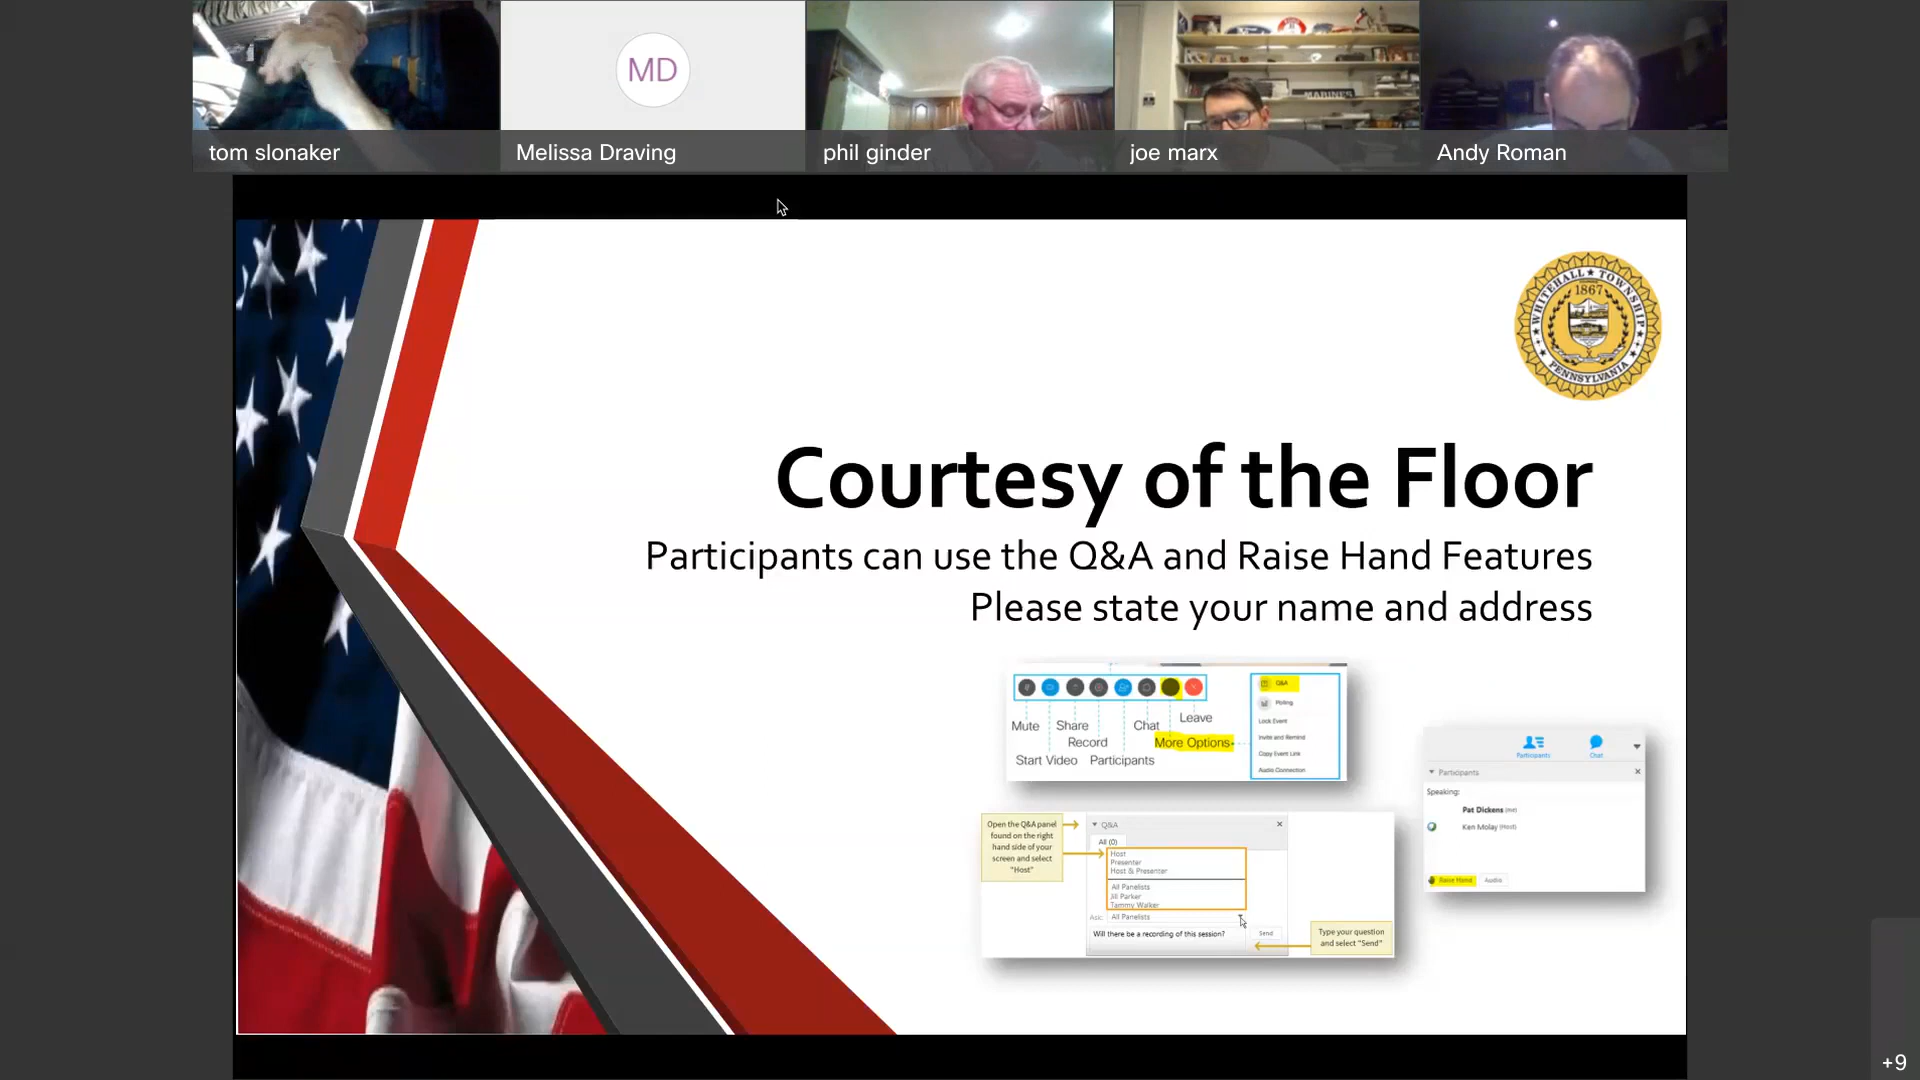 tom slonaker
MD
Melissa Draving
phil ginder
MARINES
joe marx
Andy Roman
WHITEHALL ★ TOWNSHIP
1867
★ PENNSYLVANIA ★
Courtesy of the Floor
Participants can use the Q&A and Raise Hand Features
Please state your name and address
Mute
Share
Chat
Leave
Record
More Options
Start Video
Participants
Q&A
Polling
Lock Event
Invite and Remind
Copy Event Link
Audio Connection
Participants
Chat
Participants
Speaking:
Pat Dickens (me)
Ken Molay (Host)
Raise Hand
Audio
Open the Q&A panel
found on the right
hand side of your
screen and select
"Host"
Q&A
All (0)
Host
Presenter
Host & Presenter
All Panelists
Jill Parker
Tammy Walker
Ask: All Panelists
Will there be a recording of this session?
Send
Type your question
and select "Send"
+9